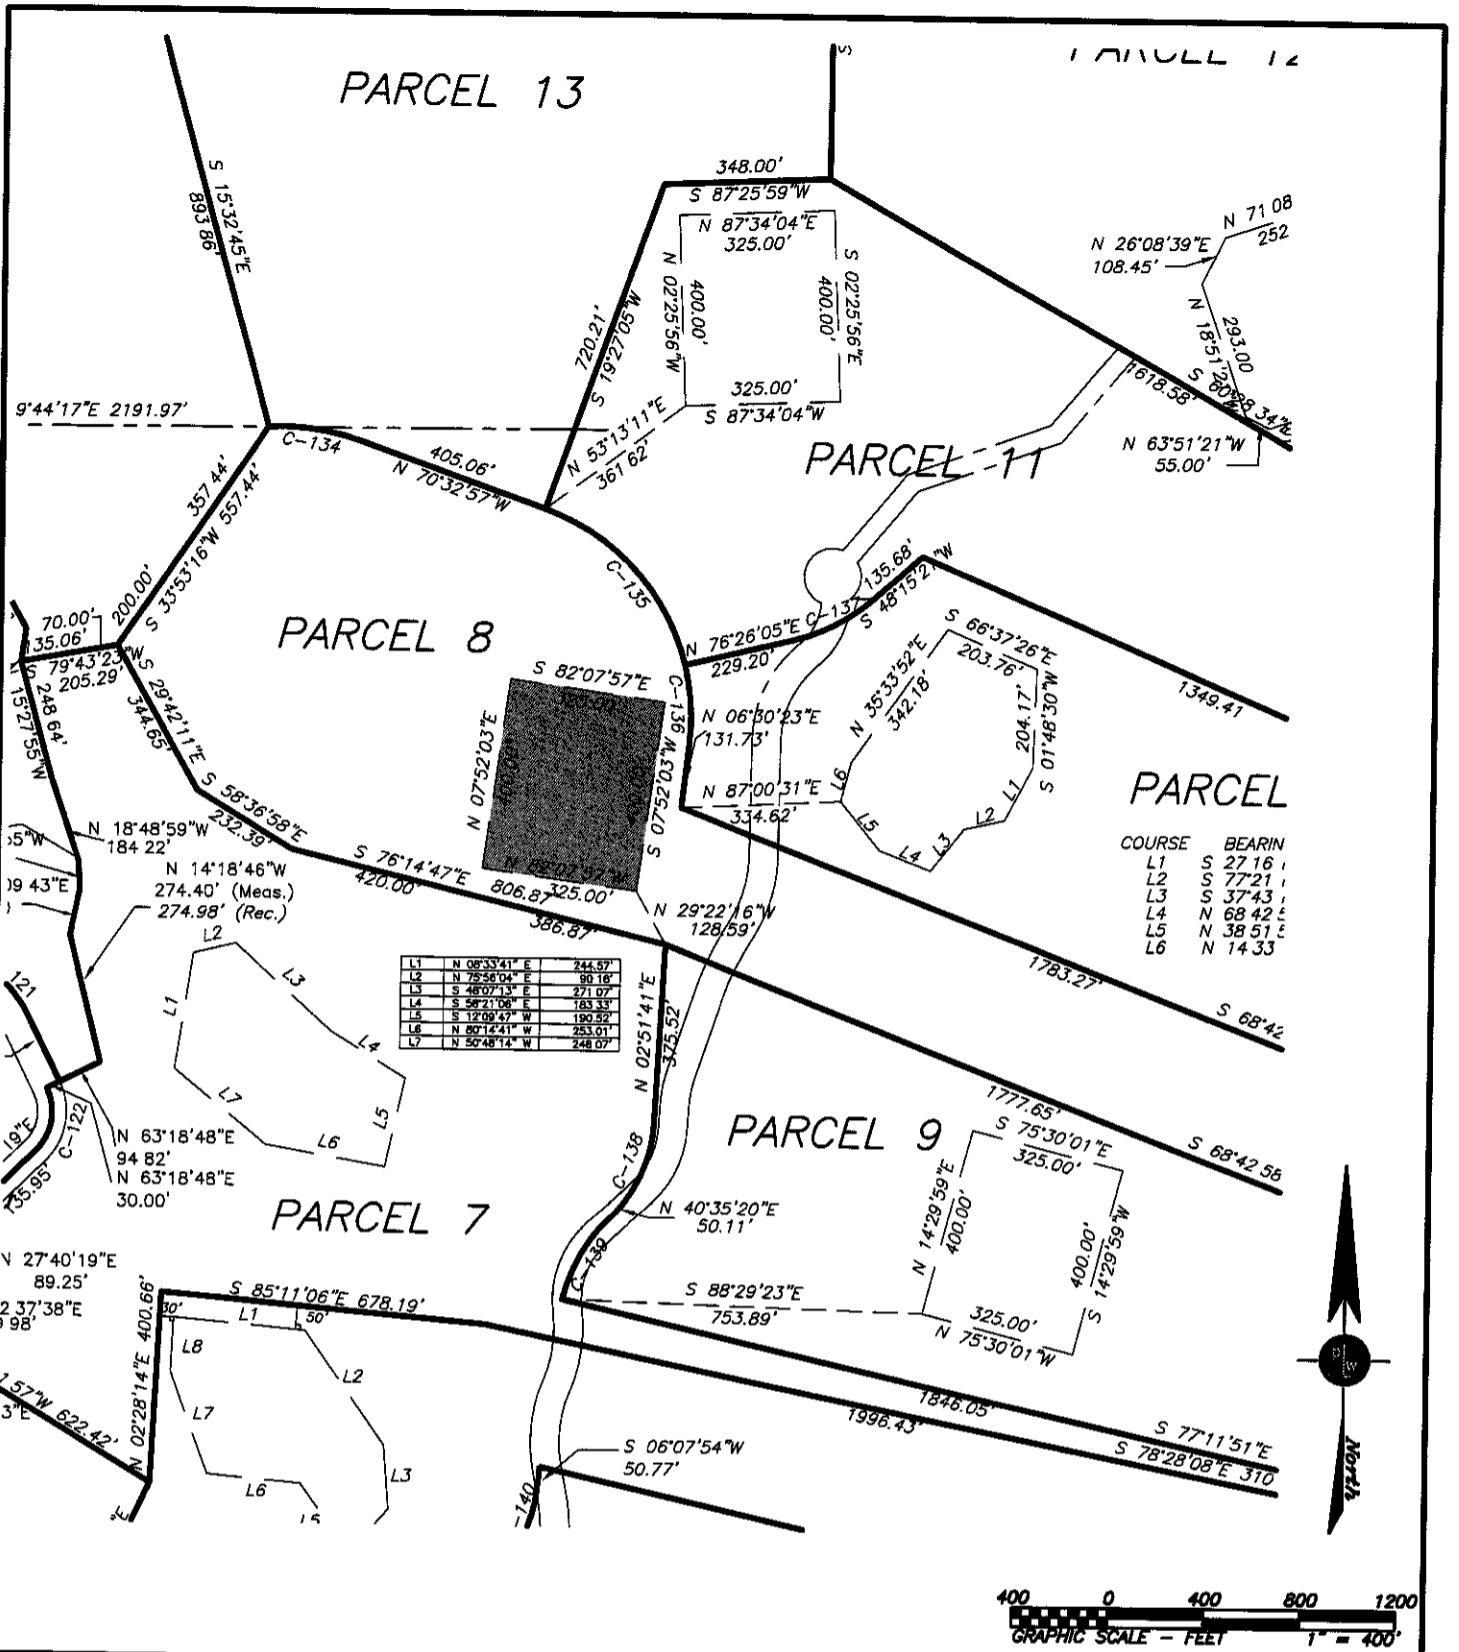 PARCEL 13
S 15°32'45"E
893.86'
348.00'
S 87°25'59"W
N 87°34'04"E
325.00'
N 02°25'56"W
400.00'
S 02°25'56"E
400.00'
325.00'
S 87°34'04"W
720.21'
S 19°27'05"W
N 53°13'11"E
361 62'
N 71 08
252
N 26°08'39"E
108.45'
293.00
1618.58'
N 63°51'21"W
55.00'
9°44'17"E 2191.97'
C-134
405.06'
N 70°32'57"W
PARCEL 11
357.44'
S 33°53'16"W 557.44'
200.00'
C-135
135.68'
C-137
S 48°15'21"W
N 76°26'05"E
229.20'
70.00'
35.06'
S 79°43'23"W
205.29'
248 64'
15°27'55"W
S 29°42'11"E
344.65'
PARCEL 8
S 82°07'57"E
N 07°52'03"E
400.00'
S 07°52'03"W
325.00'
C-136
N 06°30'23"E
131.73'
N 87°00'31"E
334.62'
S 66°37'26"E
203.76'
N 35°33'52"E
342.18'
204.17'
S 01°48'30"W
L6
L5
L4
L3
L2
L1
1349.41
PARCEL
COURSE BEARIN
L1 S 27 16
L2 S 77°21
L3 S 37°43
L4 N 68 42
L5 N 38 51
L6 N 14 33
S 58°36'58"E
232.39'
N 18°48'59"W
184 22'
N 14°18'46"W
274.40' (Meas.)
274.98' (Rec.)
55"W
09 43"E
S 76°14'47"E
420.00'
806.87'
386.87'
N 29°22'16"W
128.59'
1783.27'
S 68°42
L1 N 08°33'41" E 244.57'
L2 N 75°56'04" E 90 16'
L3 S 48°07'13" E 271 07'
L4 S 56°21'06" E 183 33'
L5 S 12°09'47" W 190.52'
L6 N 80°14'41" W 253.01'
L7 N 50°48'14" W 248 07'
L2
L3
L1
L4
L7
L5
L6
121
N 02°51'41"E
375.52'
1777.65'
S 68°42 58
PARCEL 9
S 75°30'01"E
325.00'
N 14°29'59"E
400.00'
400.00'
S 14°29'59"W
325.00'
N 75°30'01"W
C-122
19"E
735.95'
N 63°18'48"E
94 82'
N 63°18'48"E
30.00'
C-138
N 40°35'20"E
50.11'
C-139
PARCEL 7
N 27°40'19"E
89.25'
2 37'38"E
9 98'
S 85°11'06"E 678.19'
S 88°29'23"E
753.89'
N 02°28'14"E 400.66'
30'
L1
50'
L8
L2
L7
L3
L6
L5
1.57"W 622.42'
3"E
"E
1846.05'
1996.43'
S 77°11'51"E
S 78°28'08"E 310
S 06°07'54"W
50.77'
-140
North
400 0 400 800 1200
GRAPHIC SCALE - FEET 1" = 400'